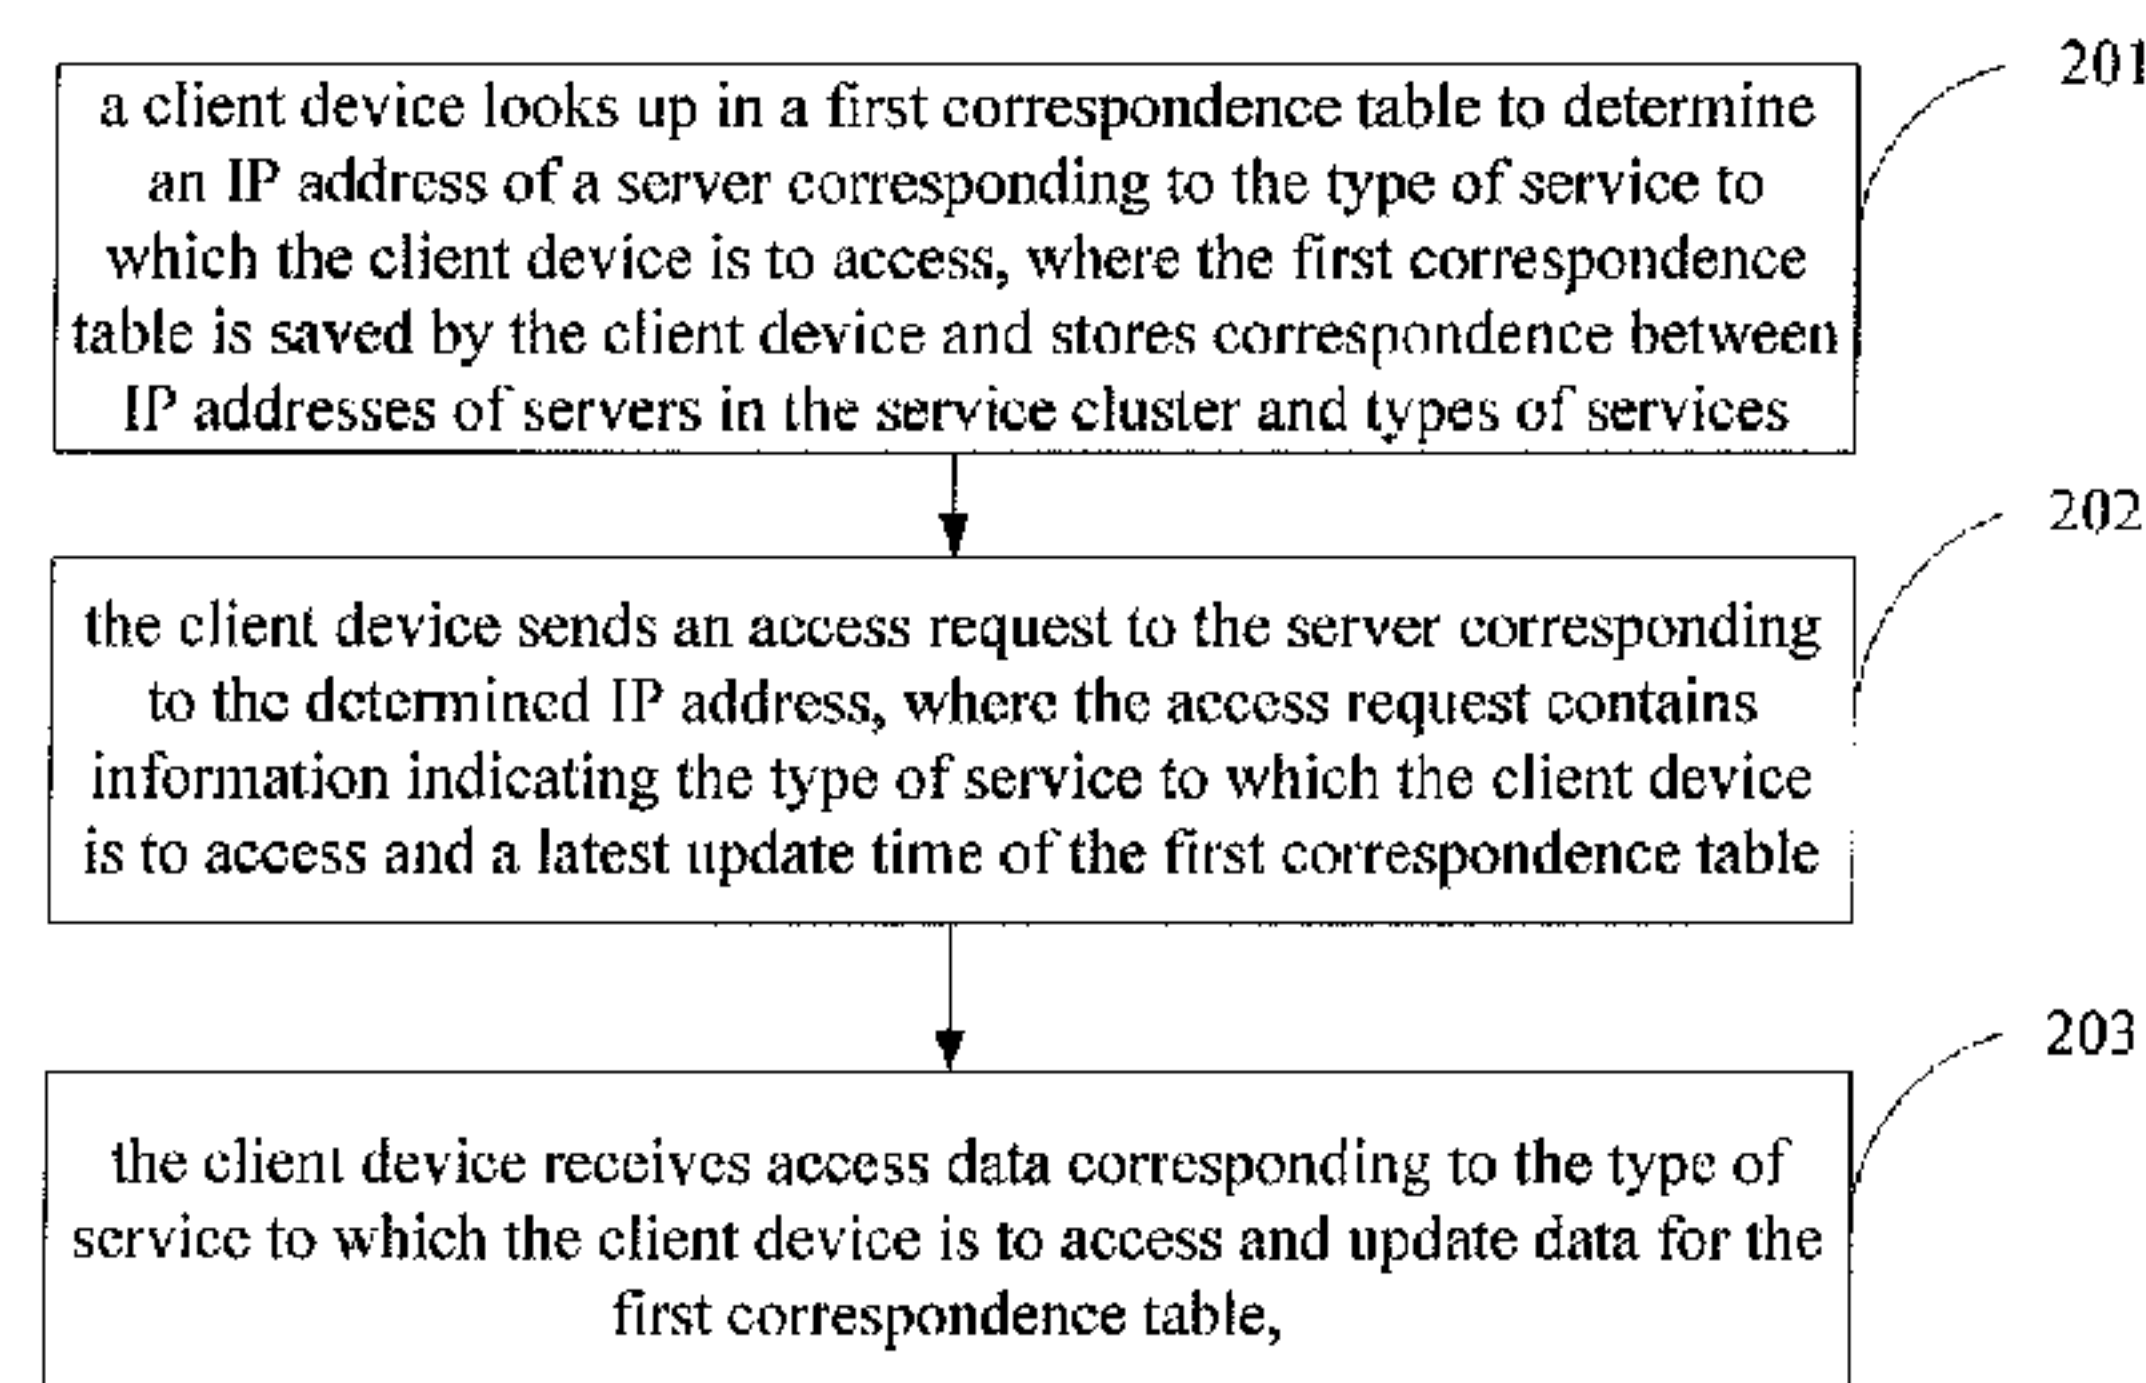 201
a client device looks up in a first correspondence table to determine
an IP address of a server corresponding to the type of service to
which the client device is to access, where the first correspondence
table is saved by the client device and stores correspondence between
IP addresses of servers in the service cluster and types of services
202
the client device sends an access request to the server corresponding
to the determined IP address, where the access request contains
information indicating the type of service to which the client device
is to access and a latest update time of the first correspondence table
203
the client device receives access data corresponding to the type of
service to which the client device is to access and update data for the
first correspondence table,